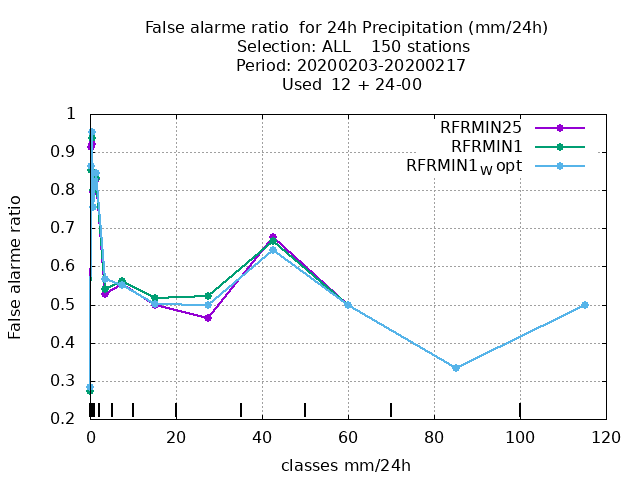 False alarme ratio  for 24h Precipitation (mm/24h)
Selection: ALL    150 stations
Period: 20200203-20200217
Used  12 + 24-00
RFRMIN25
RFRMIN1
RFRMIN1W opt
1
0.9
0.8
0.7
0.6
0.5
0.4
0.3
0.2
False alarme ratio
0 20 40 60 80 100 120
classes mm/24h